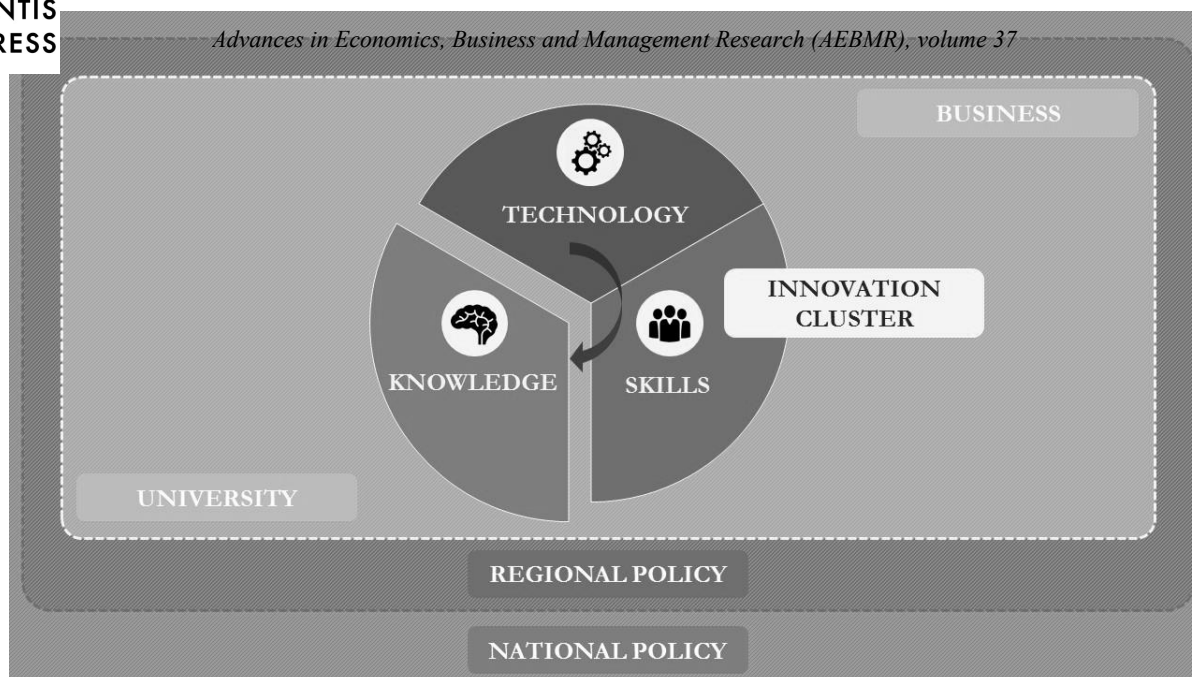 NTIS
RESS
Advances in Economics, Business and Management Research (AEBMR), volume 37
BUSINESS
TECHNOLOGY
INNOVATION
CLUSTER
KNOWLEDGE
SKILLS
UNIVERSITY
REGIONAL POLICY
NATIONAL POLICY